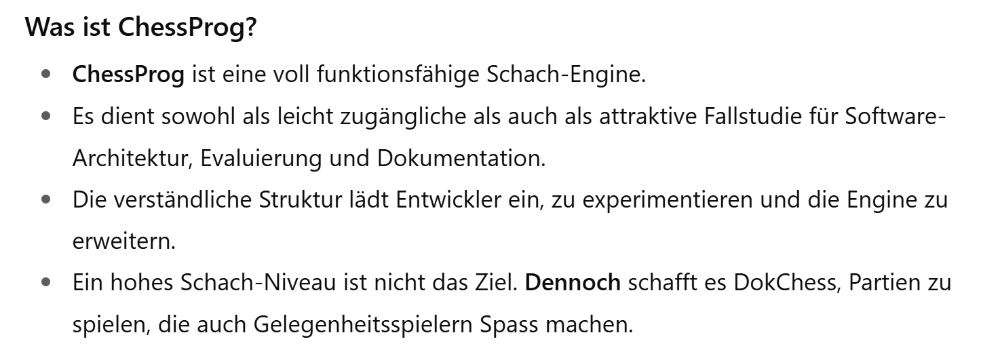 Was ist ChessProg?
• ChessProg ist eine voll funktionsfähige Schach-Engine.
• Es dient sowohl als leicht zugängliche als auch als attraktive Fallstudie für Software-
Architektur, Evaluierung und Dokumentation.
• Die verständliche Struktur lädt Entwickler ein, zu experimentieren und die Engine zu
erweitern.
• Ein hohes Schach-Niveau ist nicht das Ziel. Dennoch schafft es DokChess, Partien zu
spielen, die auch Gelegenheitsspielern Spass machen.